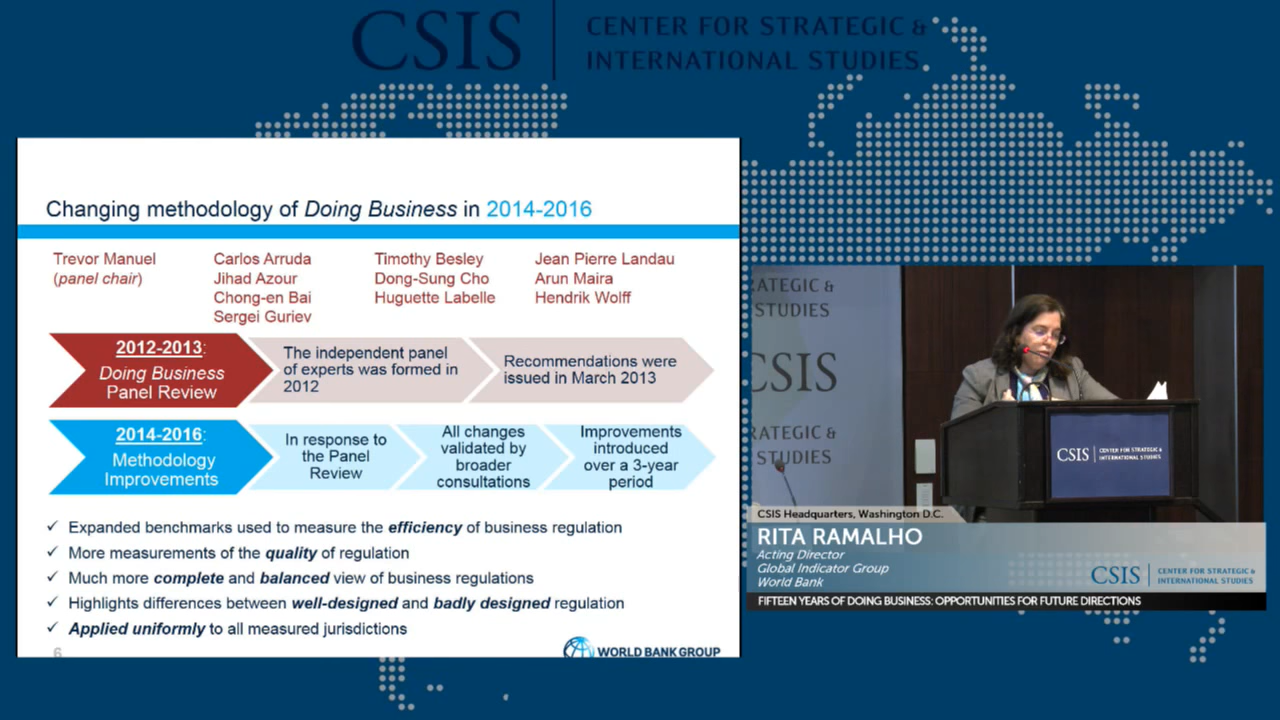 CSIS
CENTER FOR STRATEGIC &
INTERNATIONAL STUDIES
Changing methodology of Doing Business in 2014-2016
Trevor Manuel
(panel chair)
Carlos Arruda
Jihad Azour
Chong-en Bai
Sergei Guriev
Timothy Besley
Dong-Sung Cho
Huguette Labelle
Jean Pierre Landau
Arun Maira
Hendrik Wolff
2012-2013:
Doing Business
Panel Review
The independent panel
of experts was formed in
2012
Recommendations were
issued in March 2013
2014-2016:
Methodology
Improvements
In response to
the Panel
Review
All changes
validated by
broader
consultations
Improvements
introduced
over a 3-year
period
✓ Expanded benchmarks used to measure the efficiency of business regulation
✓ More measurements of the quality of regulation
✓ Much more complete and balanced view of business regulations
✓ Highlights differences between well-designed and badly designed regulation
✓ Applied uniformly to all measured jurisdictions
6
WORLD BANK GROUP
ATEGIC &
STUDIES
CSIS
RATEGIC &
STUDIES
CSIS
CENTER FOR STRATEGIC &
INTERNATIONAL STUDIES
CSIS Headquarters, Washington D.C.
RITA RAMALHO
Acting Director
Global Indicator Group
World Bank
CSIS
CENTER FOR STRATEGIC &
INTERNATIONAL STUDIES
FIFTEEN YEARS OF DOING BUSINESS: OPPORTUNITIES FOR FUTURE DIRECTIONS